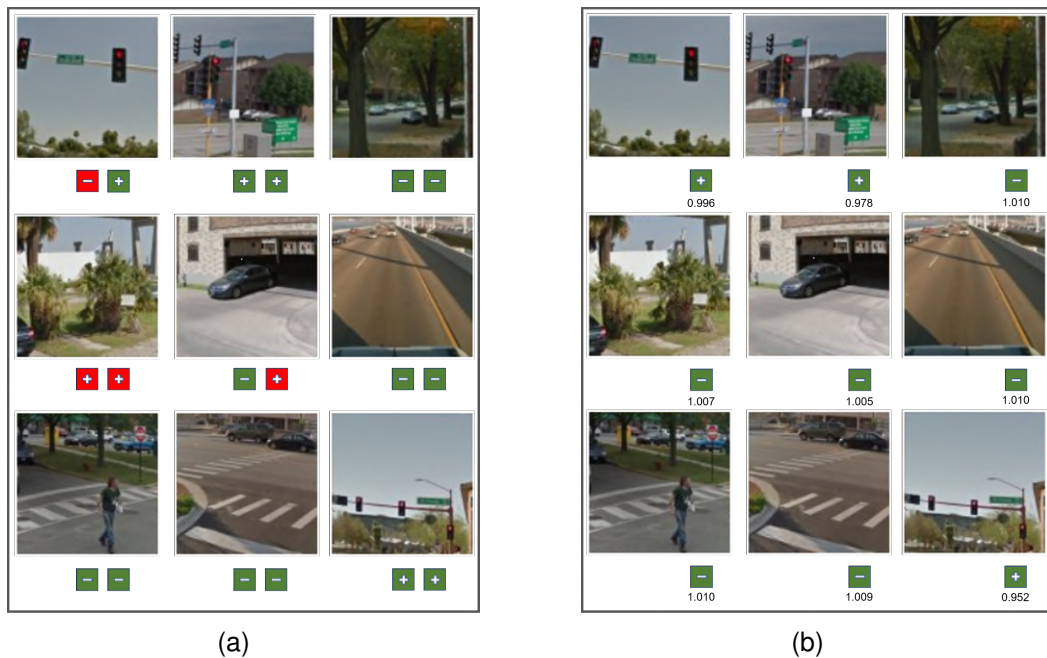 − + + + − −
+ + − + − −
− − − − + +
(a)
+ + −
0.996 0.978 1.010
− − −
1.007 1.005 1.010
− − +
1.010 1.009 0.952
(b)